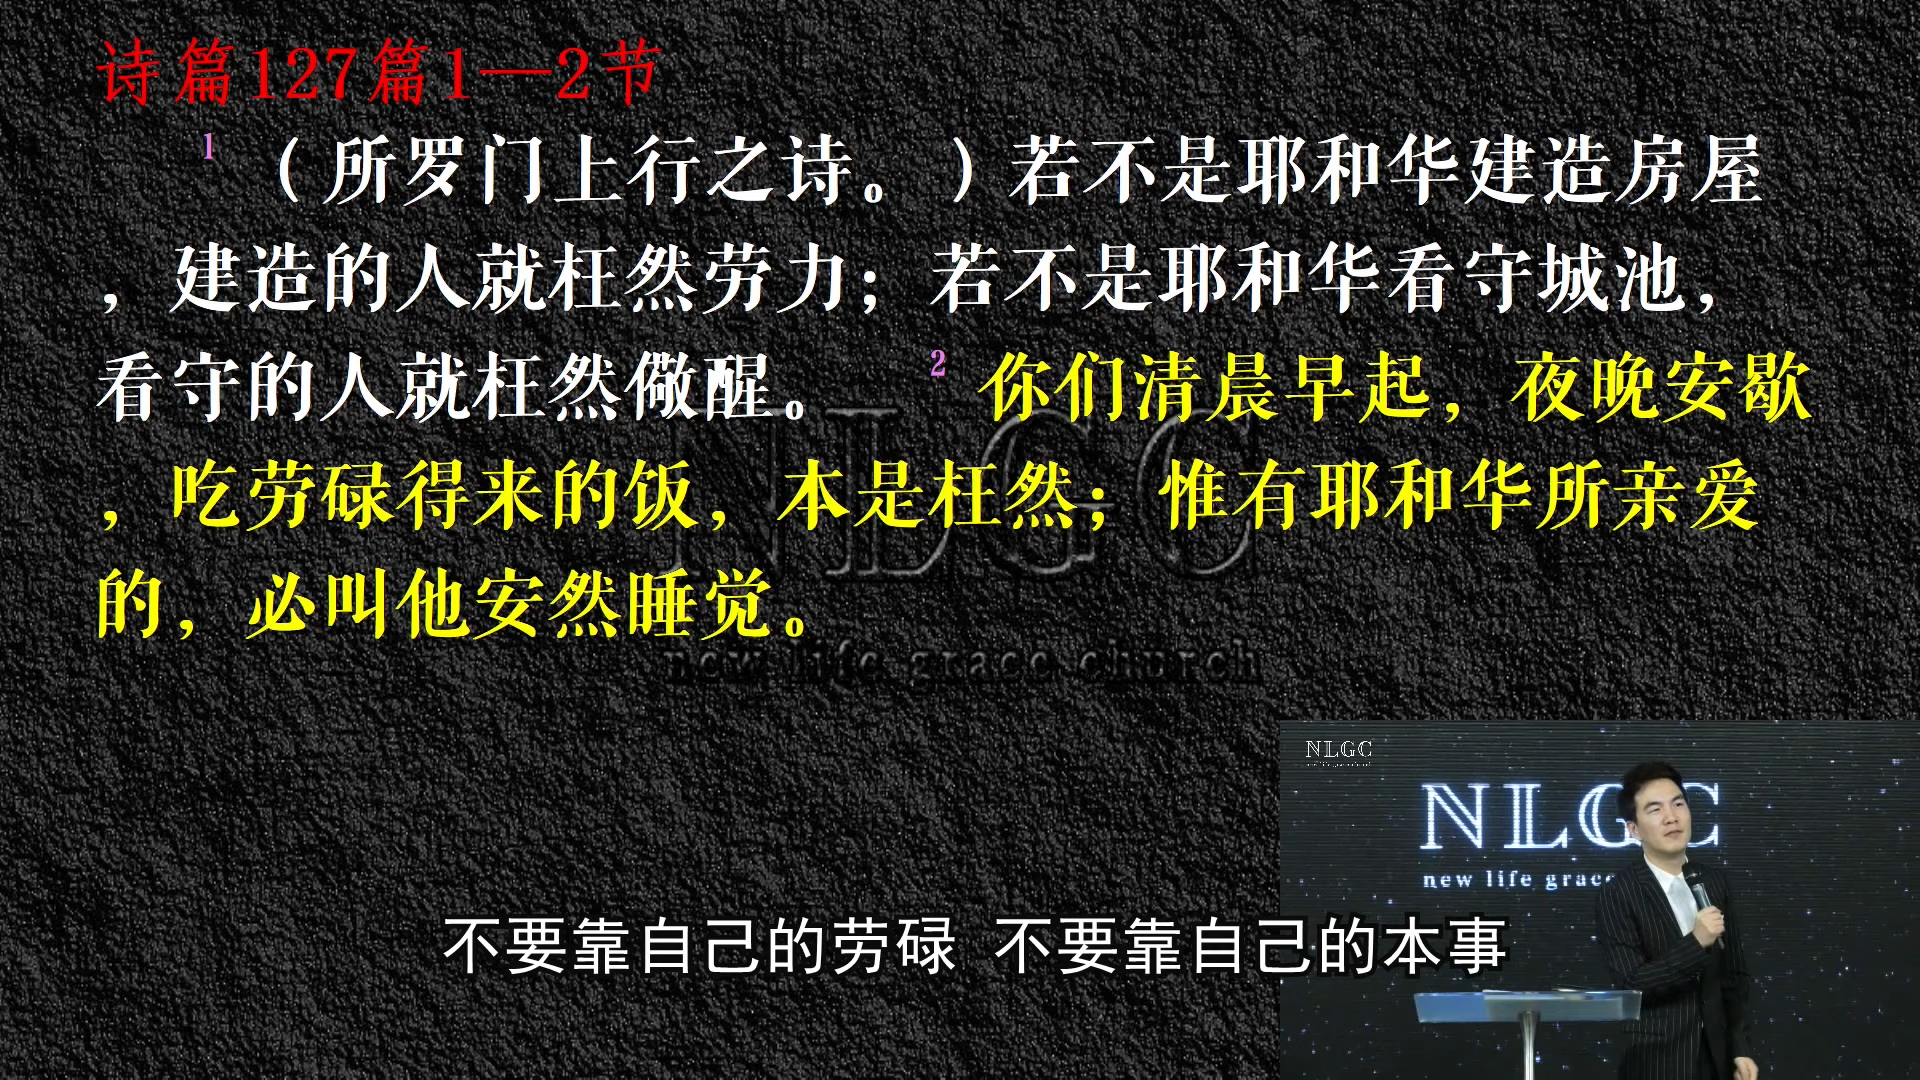 诗篇127篇1—2节
1 （所罗门上行之诗。）若不是耶和华建造房屋
，建造的人就枉然劳力；若不是耶和华看守城池，
看守的人就枉然儆醒。 2 你们清晨早起，夜晚安歇
，吃劳碌得来的饭，本是枉然；惟有耶和华所亲爱
的，必叫他安然睡觉。
NLGC
new life grace church
NLGC
NLGC
new life grace
不要靠自己的劳碌 不要靠自己的本事